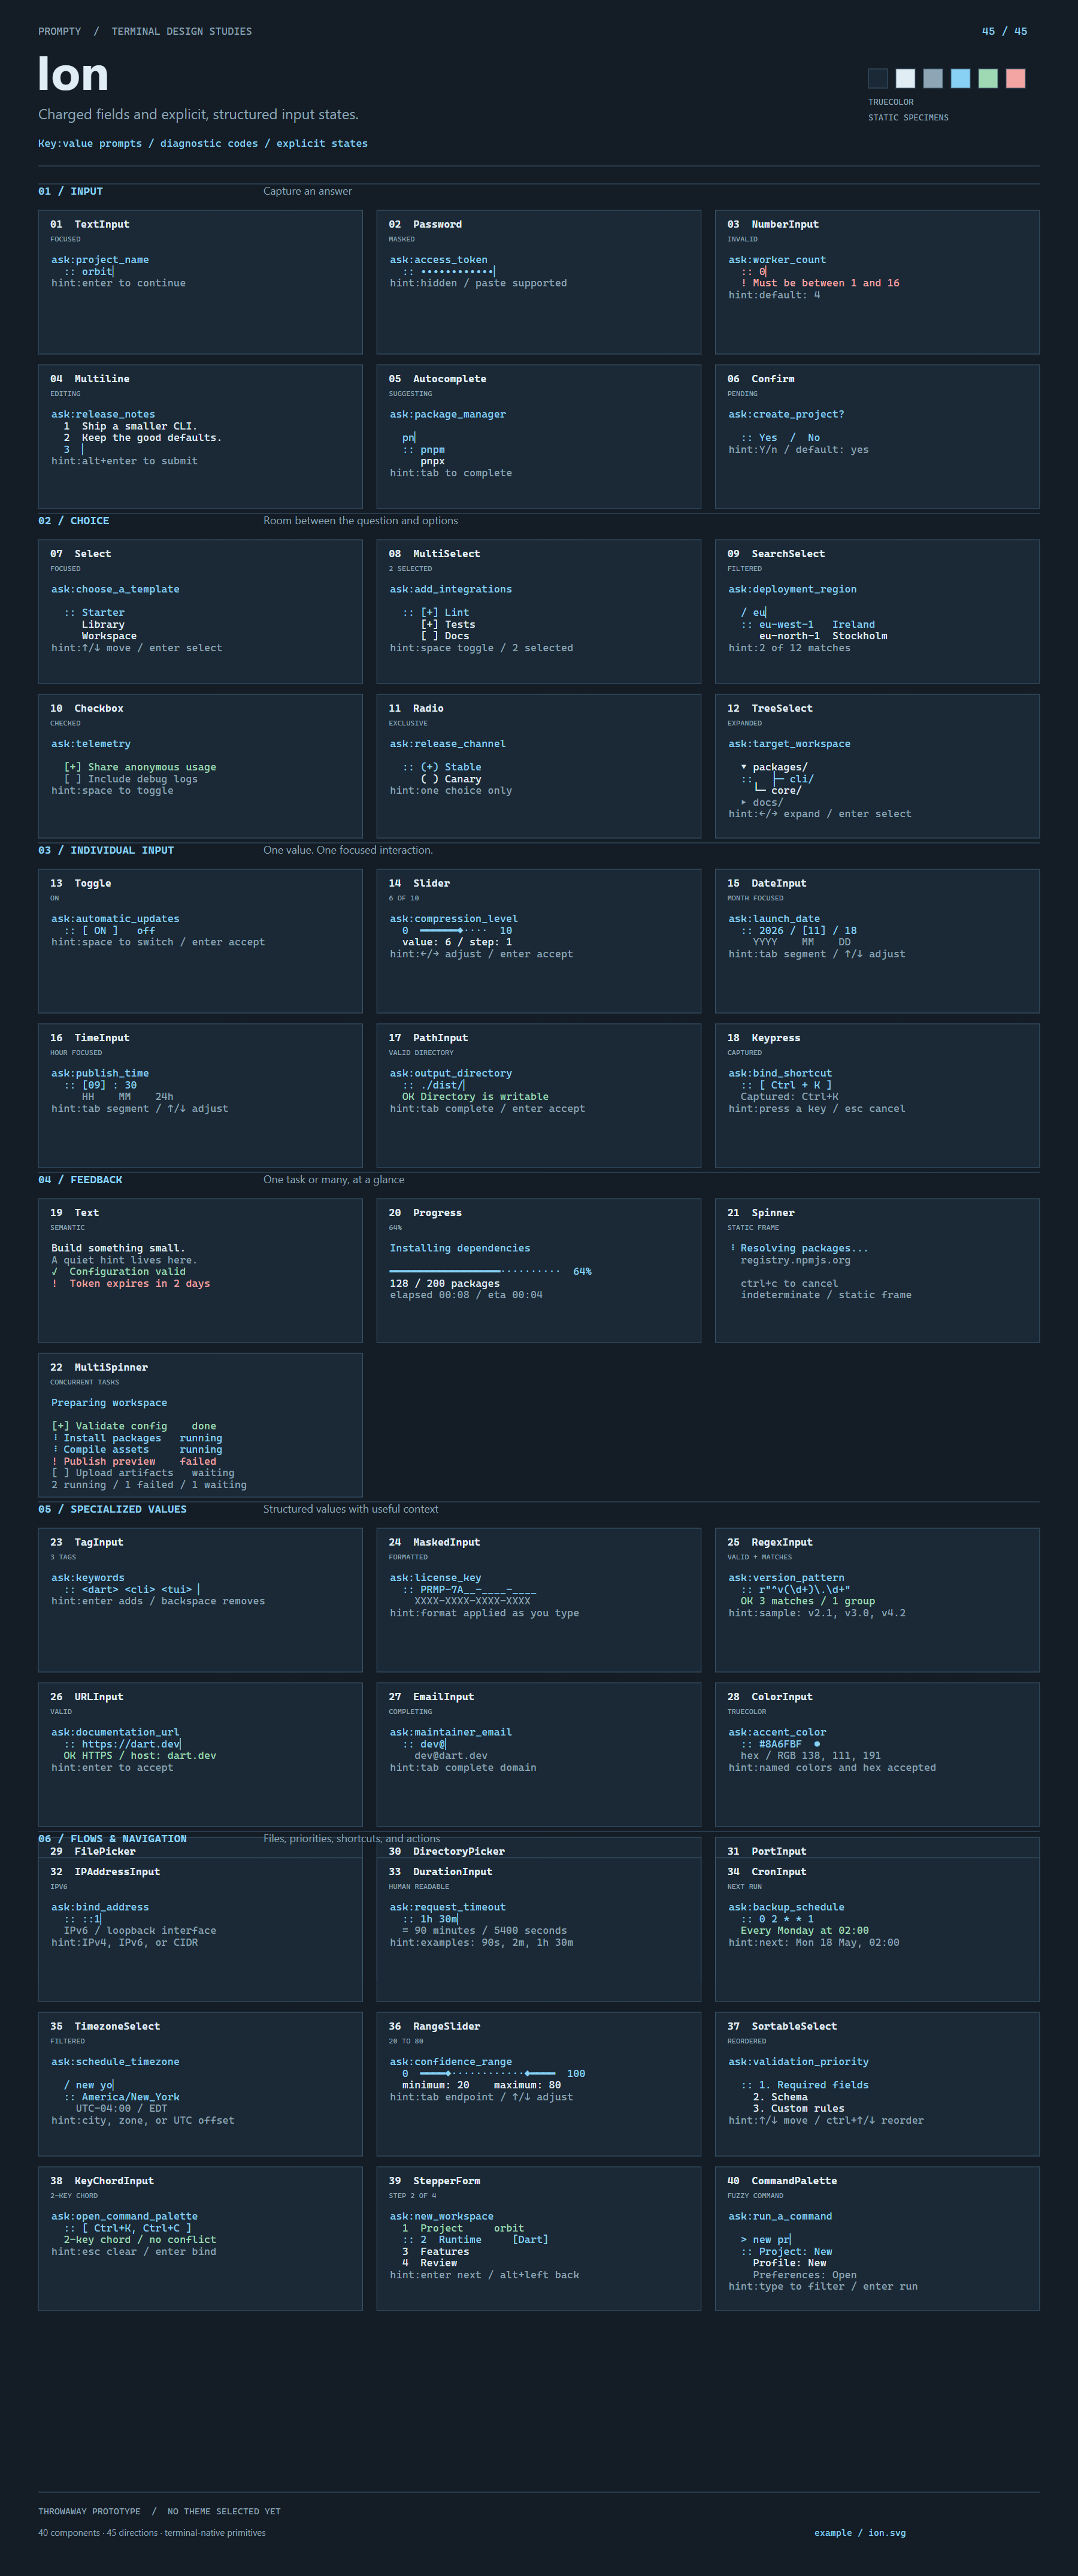 PROMPTY / TERMINAL DESIGN STUDIES
45 / 45
Ion
Charged fields and explicit, structured input states.
TRUECOLOR
STATIC SPECIMENS
Key:value prompts / diagnostic codes / explicit states
01 / INPUT
Capture an answer
01 TextInput
FOCUSED
ask:project_name
:: orbit
hint:enter to continue
02 Password
MASKED
ask:access_token
:: ••••••••••••
hint:hidden / paste supported
03 NumberInput
INVALID
ask:worker_count
:: 0
! Must be between 1 and 16
hint:default: 4
04 Multiline
EDITING
ask:release_notes
1 Ship a smaller CLI.
2 Keep the good defaults.
3
hint:alt+enter to submit
05 Autocomplete
SUGGESTING
ask:package_manager
pn
:: pnpm
pnpx
hint:tab to complete
06 Confirm
PENDING
ask:create_project?
:: Yes / No
hint:Y/n / default: yes
02 / CHOICE
Room between the question and options
07 Select
FOCUSED
ask:choose_a_template
:: Starter
Library
Workspace
hint:↑/↓ move / enter select
08 MultiSelect
2 SELECTED
ask:add_integrations
:: [+] Lint
[+] Tests
[ ] Docs
hint:space toggle / 2 selected
09 SearchSelect
FILTERED
ask:deployment_region
/ eu
:: eu-west-1 Ireland
eu-north-1 Stockholm
hint:2 of 12 matches
10 Checkbox
CHECKED
ask:telemetry
[+] Share anonymous usage
[ ] Include debug logs
hint:space to toggle
11 Radio
EXCLUSIVE
ask:release_channel
:: (+) Stable
( ) Canary
hint:one choice only
12 TreeSelect
EXPANDED
ask:target_workspace
▾ packages/
:: ├─ cli/
└─ core/
▸ docs/
hint:←/→ expand / enter select
03 / INDIVIDUAL INPUT
One value. One focused interaction.
13 Toggle
ON
ask:automatic_updates
:: [ ON ] off
hint:space to switch / enter accept
14 Slider
6 OF 10
ask:compression_level
0 ━━━━━━◆···· 10
value: 6 / step: 1
hint:←/→ adjust / enter accept
15 DateInput
MONTH FOCUSED
ask:launch_date
:: 2026 / [11] / 18
YYYY MM DD
hint:tab segment / ↑/↓ adjust
16 TimeInput
HOUR FOCUSED
ask:publish_time
:: [09] : 30
HH MM 24h
hint:tab segment / ↑/↓ adjust
17 PathInput
VALID DIRECTORY
ask:output_directory
:: ./dist/
OK Directory is writable
hint:tab complete / enter accept
18 Keypress
CAPTURED
ask:bind_shortcut
:: [ Ctrl + K ]
Captured: Ctrl+K
hint:press a key / esc cancel
04 / FEEDBACK
One task or many, at a glance
19 Text
SEMANTIC
Build something small.
A quiet hint lives here.
✓ Configuration valid
! Token expires in 2 days
20 Progress
64%
Installing dependencies
━━━━━━━━━━━━━━━━━━·········· 64%
128 / 200 packages
elapsed 00:08 / eta 00:04
21 Spinner
STATIC FRAME
⠸ Resolving packages...
registry.npmjs.org
ctrl+c to cancel
indeterminate / static frame
22 MultiSpinner
CONCURRENT TASKS
Preparing workspace
[+] Validate config done
⠸ Install packages running
⠸ Compile assets running
! Publish preview failed
[ ] Upload artifacts waiting
2 running / 1 failed / 1 waiting
05 / SPECIALIZED VALUES
Structured values with useful context
23 TagInput
3 TAGS
ask:keywords
:: <dart> <cli> <tui>
hint:enter adds / backspace removes
24 MaskedInput
FORMATTED
ask:license_key
:: PRMP-7A__-____-____
XXXX-XXXX-XXXX-XXXX
hint:format applied as you type
25 RegexInput
VALID + MATCHES
ask:version_pattern
:: r"^v(\d+)\.\d+"
OK 3 matches / 1 group
hint:sample: v2.1, v3.0, v4.2
26 URLInput
VALID
ask:documentation_url
:: https://dart.dev
OK HTTPS / host: dart.dev
hint:enter to accept
27 EmailInput
COMPLETING
ask:maintainer_email
:: dev@
dev@dart.dev
hint:tab complete domain
28 ColorInput
TRUECOLOR
ask:accent_color
:: #8A6FBF ●
hex / RGB 138, 111, 191
hint:named colors and hex accepted
06 / FLOWS & NAVIGATION
Files, priorities, shortcuts, and actions
29 FilePicker
30 DirectoryPicker
31 PortInput
32 IPAddressInput
IPV6
ask:bind_address
:: ::1
IPv6 / loopback interface
hint:IPv4, IPv6, or CIDR
33 DurationInput
HUMAN READABLE
ask:request_timeout
:: 1h 30m
= 90 minutes / 5400 seconds
hint:examples: 90s, 2m, 1h 30m
34 CronInput
NEXT RUN
ask:backup_schedule
:: 0 2 * * 1
Every Monday at 02:00
hint:next: Mon 18 May, 02:00
35 TimezoneSelect
FILTERED
ask:schedule_timezone
/ new yo
:: America/New_York
UTC-04:00 / EDT
hint:city, zone, or UTC offset
36 RangeSlider
20 TO 80
ask:confidence_range
0 ━━━━◆············◆━━━━ 100
minimum: 20 maximum: 80
hint:tab endpoint / ↑/↓ adjust
37 SortableSelect
REORDERED
ask:validation_priority
:: 1. Required fields
2. Schema
3. Custom rules
hint:↑/↓ move / ctrl+↑/↓ reorder
38 KeyChordInput
2-KEY CHORD
ask:open_command_palette
:: [ Ctrl+K, Ctrl+C ]
2-key chord / no conflict
hint:esc clear / enter bind
39 StepperForm
STEP 2 OF 4
ask:new_workspace
1 Project orbit
:: 2 Runtime [Dart]
3 Features
4 Review
hint:enter next / alt+left back
40 CommandPalette
FUZZY COMMAND
ask:run_a_command
> new pr
:: Project: New
Profile: New
Preferences: Open
hint:type to filter / enter run
THROWAWAY PROTOTYPE / NO THEME SELECTED YET
40 components · 45 directions · terminal-native primitives
example / ion.svg